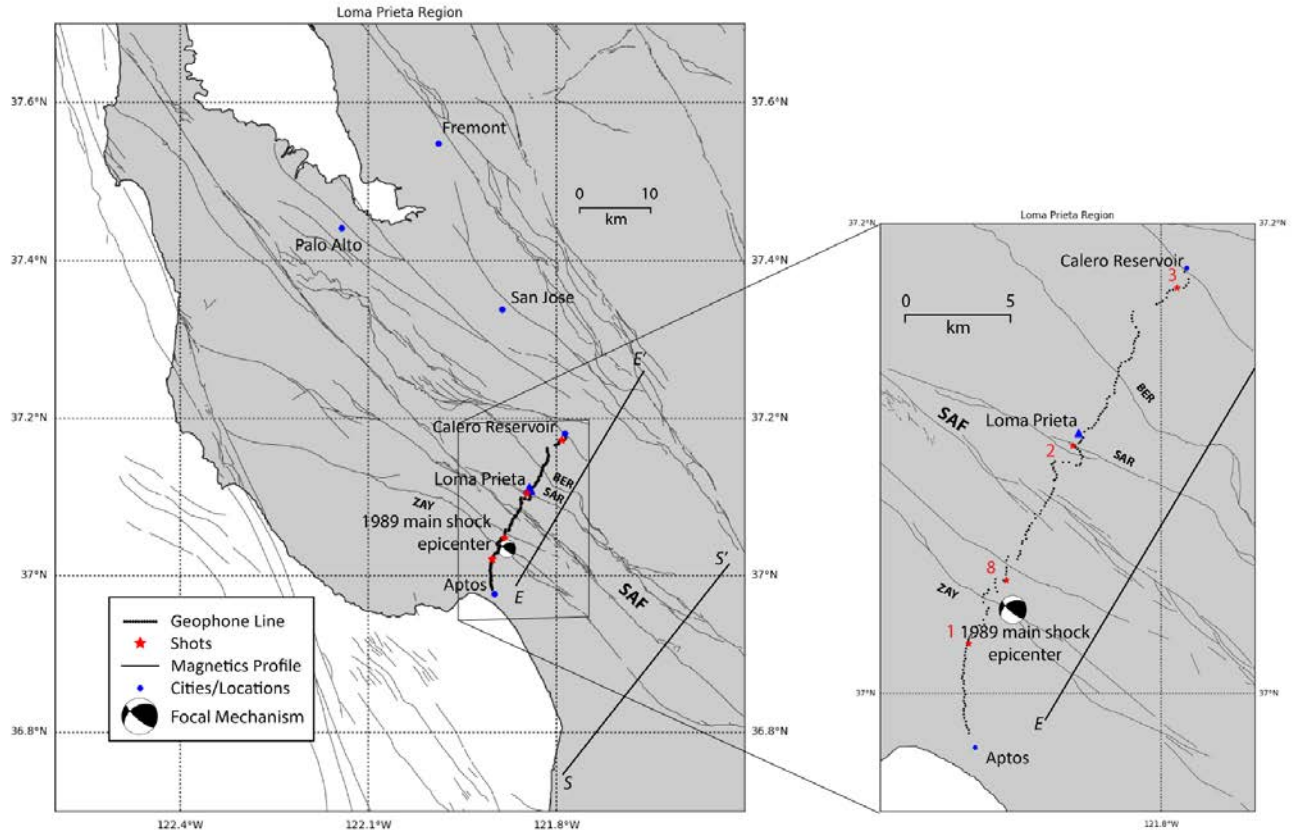 Loma Prieta Region
37.6°N
37.6°N
Fremont
0 10
km
Palo Alto
37.4°N
37.4°N
San Jose
E'
37.2°N
37.2°N
Calero Reservoir
Loma Prieta
BER
SAR
ZAY
1989 main shock
epicenter
S'
37°N
37°N
Aptos
E
SAF
Geophone Line
Shots
Magnetics Profile
Cities/Locations
Focal Mechanism
36.8°N
36.8°N
S
122.4°W
122.1°W
121.8°W
Loma Prieta Region
37.2°N
37.2°N
Calero Reservoir
3
0 5
km
BER
SAF
Loma Prieta
2
SAR
8
ZAY
1
1989 main shock
epicenter
37°N
37°N
E
Aptos
121.8°W